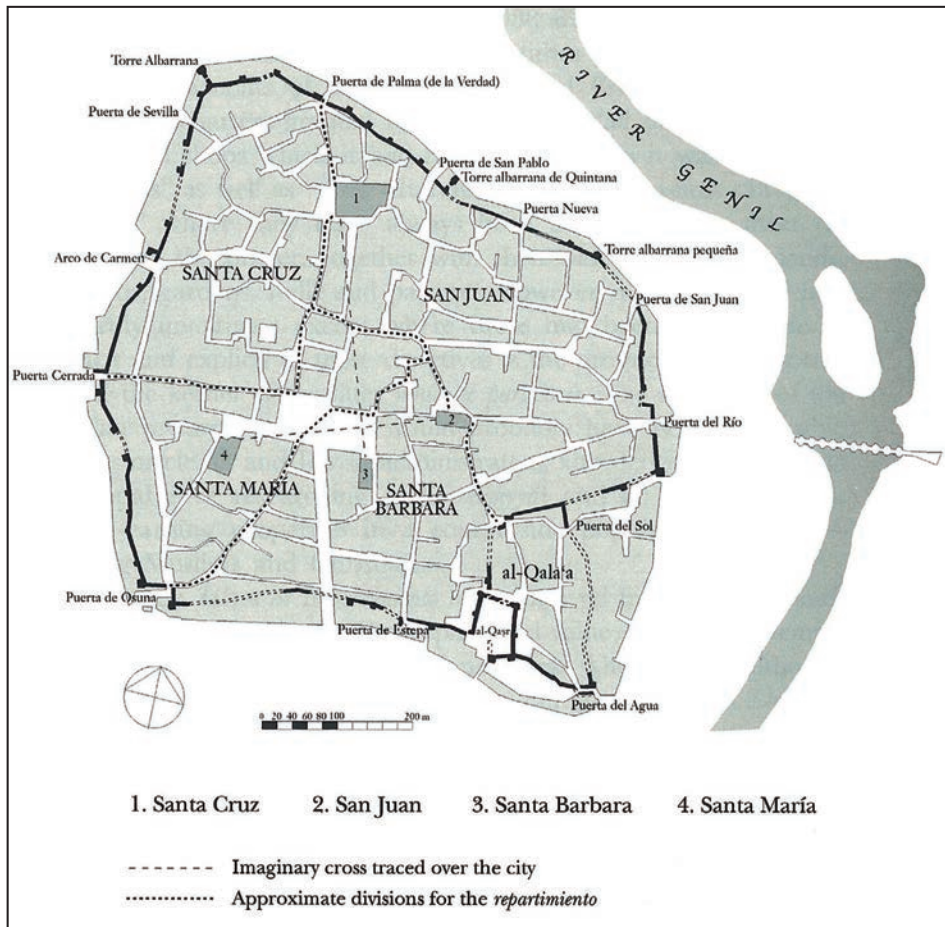 RIVER GENIL
Torre Albarrana
Puerta de Palma (de la Verdad)
Puerta de Sevilla
Puerta de San Pablo
Torre albarrana de Quintana
1
Puerta Nueva
Arco de Carmen
Torre albarrana pequeña
SANTA CRUZ
SAN JUAN
Puerta de San Juan
Puerta Cerrada
2
Puerta del Río
4
3
SANTA MARIA
SANTA
BARBARA
Puerta del Sol
al-Qala'a
Puerta de Osuna
Puerta de Estepa
al-Qaṣr
Puerta del Agua
0 20 40 60 80 100 200 m
1. Santa Cruz 2. San Juan 3. Santa Barbara 4. Santa María
Imaginary cross traced over the city
Approximate divisions for the repartimiento